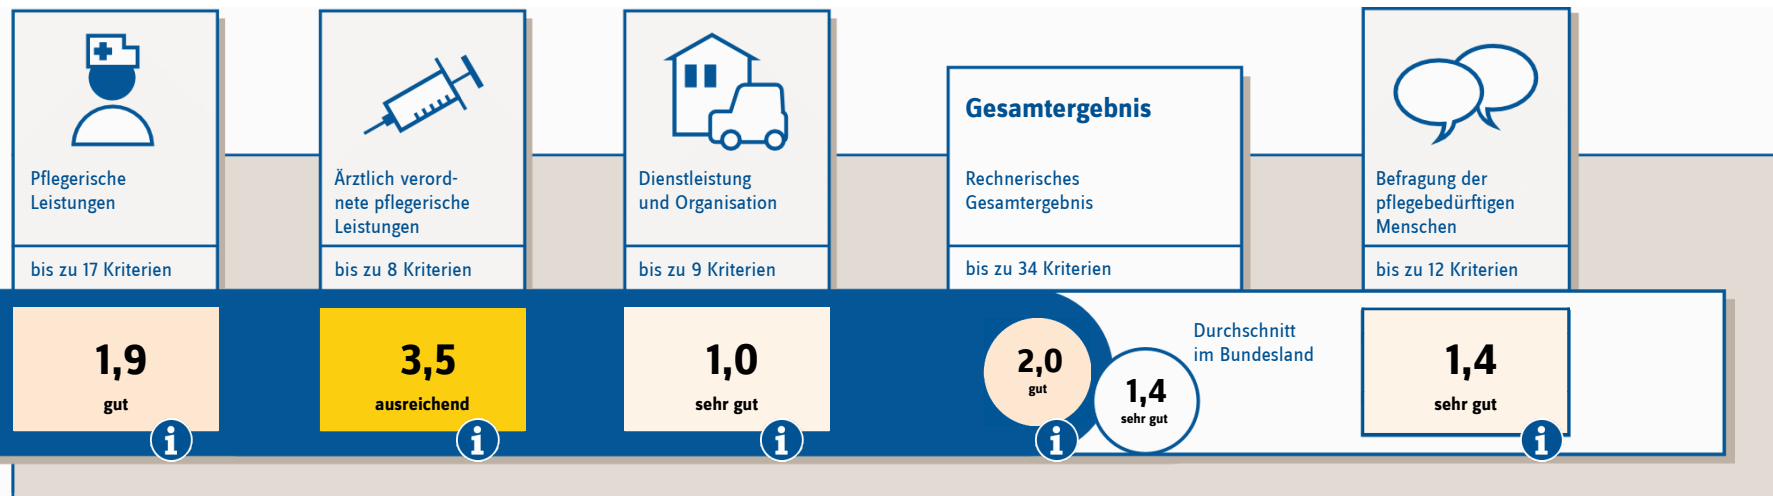 Pflegerische
Leistungen
bis zu 17 Kriterien
1,9
gut
i
Ärztlich verord-
nete pflegerische
Leistungen
bis zu 8 Kriterien
3,5
ausreichend
i
Dienstleistung
und Organisation
bis zu 9 Kriterien
1,0
sehr gut
i
Gesamtergebnis
Rechnerisches
Gesamtergebnis
bis zu 34 Kriterien
2,0
gut
i
Durchschnitt
im Bundesland
1,4
sehr gut
Befragung der
pflegebedürftigen
Menschen
bis zu 12 Kriterien
1,4
sehr gut
i